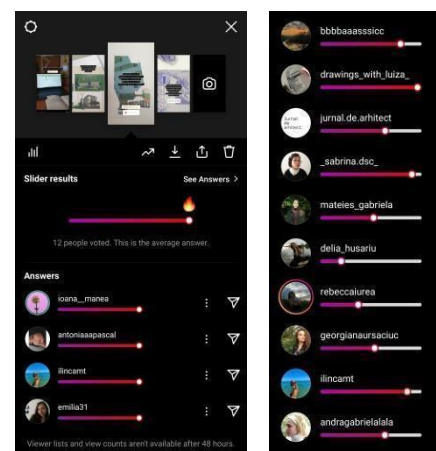 Slider results
See Answers >
12 people voted. This is the average answer.
Answers
ioana__manea
antoniaaapascal
ilincamt
emilia31
Viewer lists and view counts aren't available after 48 hours.
bbbbaaasssicc
drawings_with_luiza_
jurnal.de.arhitect
_sabrina.dsc_
mateies_gabriela
delia_husariu
rebeccaiurea
georgianaursaciuc
ilincamt
andragabrielalala